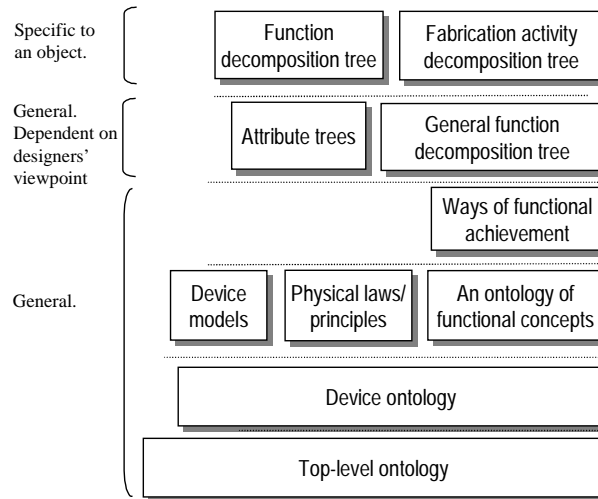 Specific to
an object.
Function
decomposition tree
Fabrication activity
decomposition tree
General.
Dependent on
designers'
viewpoint
Attribute trees
General function
decomposition tree
Ways of functional
achievement
General.
Device
models
Physical laws/
principles
An ontology of
functional concepts
Device ontology
Top-level ontology